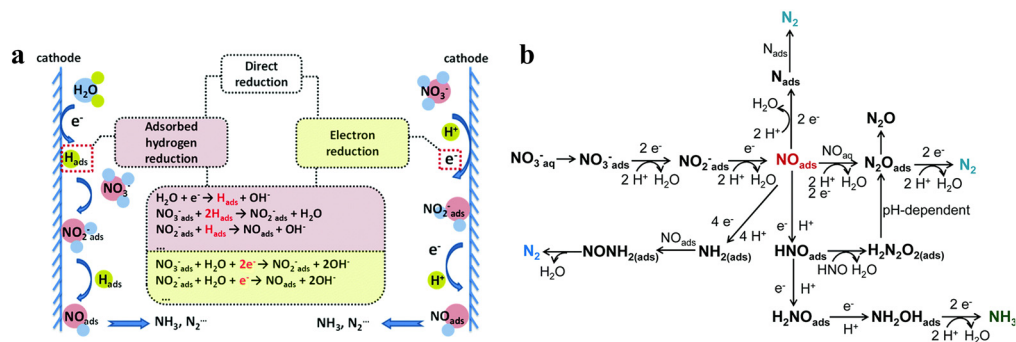 a
cathode
Direct
reduction
cathode
H₂O
e⁻
Hads
NO₃⁻
NO₂⁻ads
Hads
NOads
Adsorbed
hydrogen
reduction
Electron
reduction
NO₃⁻
H⁺
e⁻
NO₂⁻ads
e⁻
H⁺
NOads
H₂O + e⁻→ Hads + OH⁻
NO₃⁻ads + 2Hads → NO₂⁻ads + H₂O
NO₂⁻ads + Hads → NOads + OH⁻
...
NO₃⁻ads + H₂O + 2e⁻→ NO₂⁻ads + 2OH⁻
NO₂⁻ads + H₂O + e⁻→ NOads + 2OH⁻
...
NH₃, N₂···
NH₃, N₂···
b
N₂
Nads
Nads
H₂O
2 H⁺
2 e⁻
NO₃⁻aq
NO₃⁻ads
2 e⁻
2 H⁺ H₂O
NO₂⁻ads
e⁻
2 H⁺ H₂O
NOads
NOaq
2 H⁺ H₂O
2 e⁻
N₂O
N₂Oads
2 e⁻
2 H⁺ H₂O
N₂
pH-dependent
4 e⁻
4 H⁺
e⁻
H⁺
N₂
H₂O
NONH₂(ads)
NOads
NH₂(ads)
HNOads
HNO H₂O
H₂N₂O₂(ads)
e⁻
H⁺
H₂NOads
e⁻
H⁺
NH₂OHads
2 e⁻
2 H⁺ H₂O
NH₃